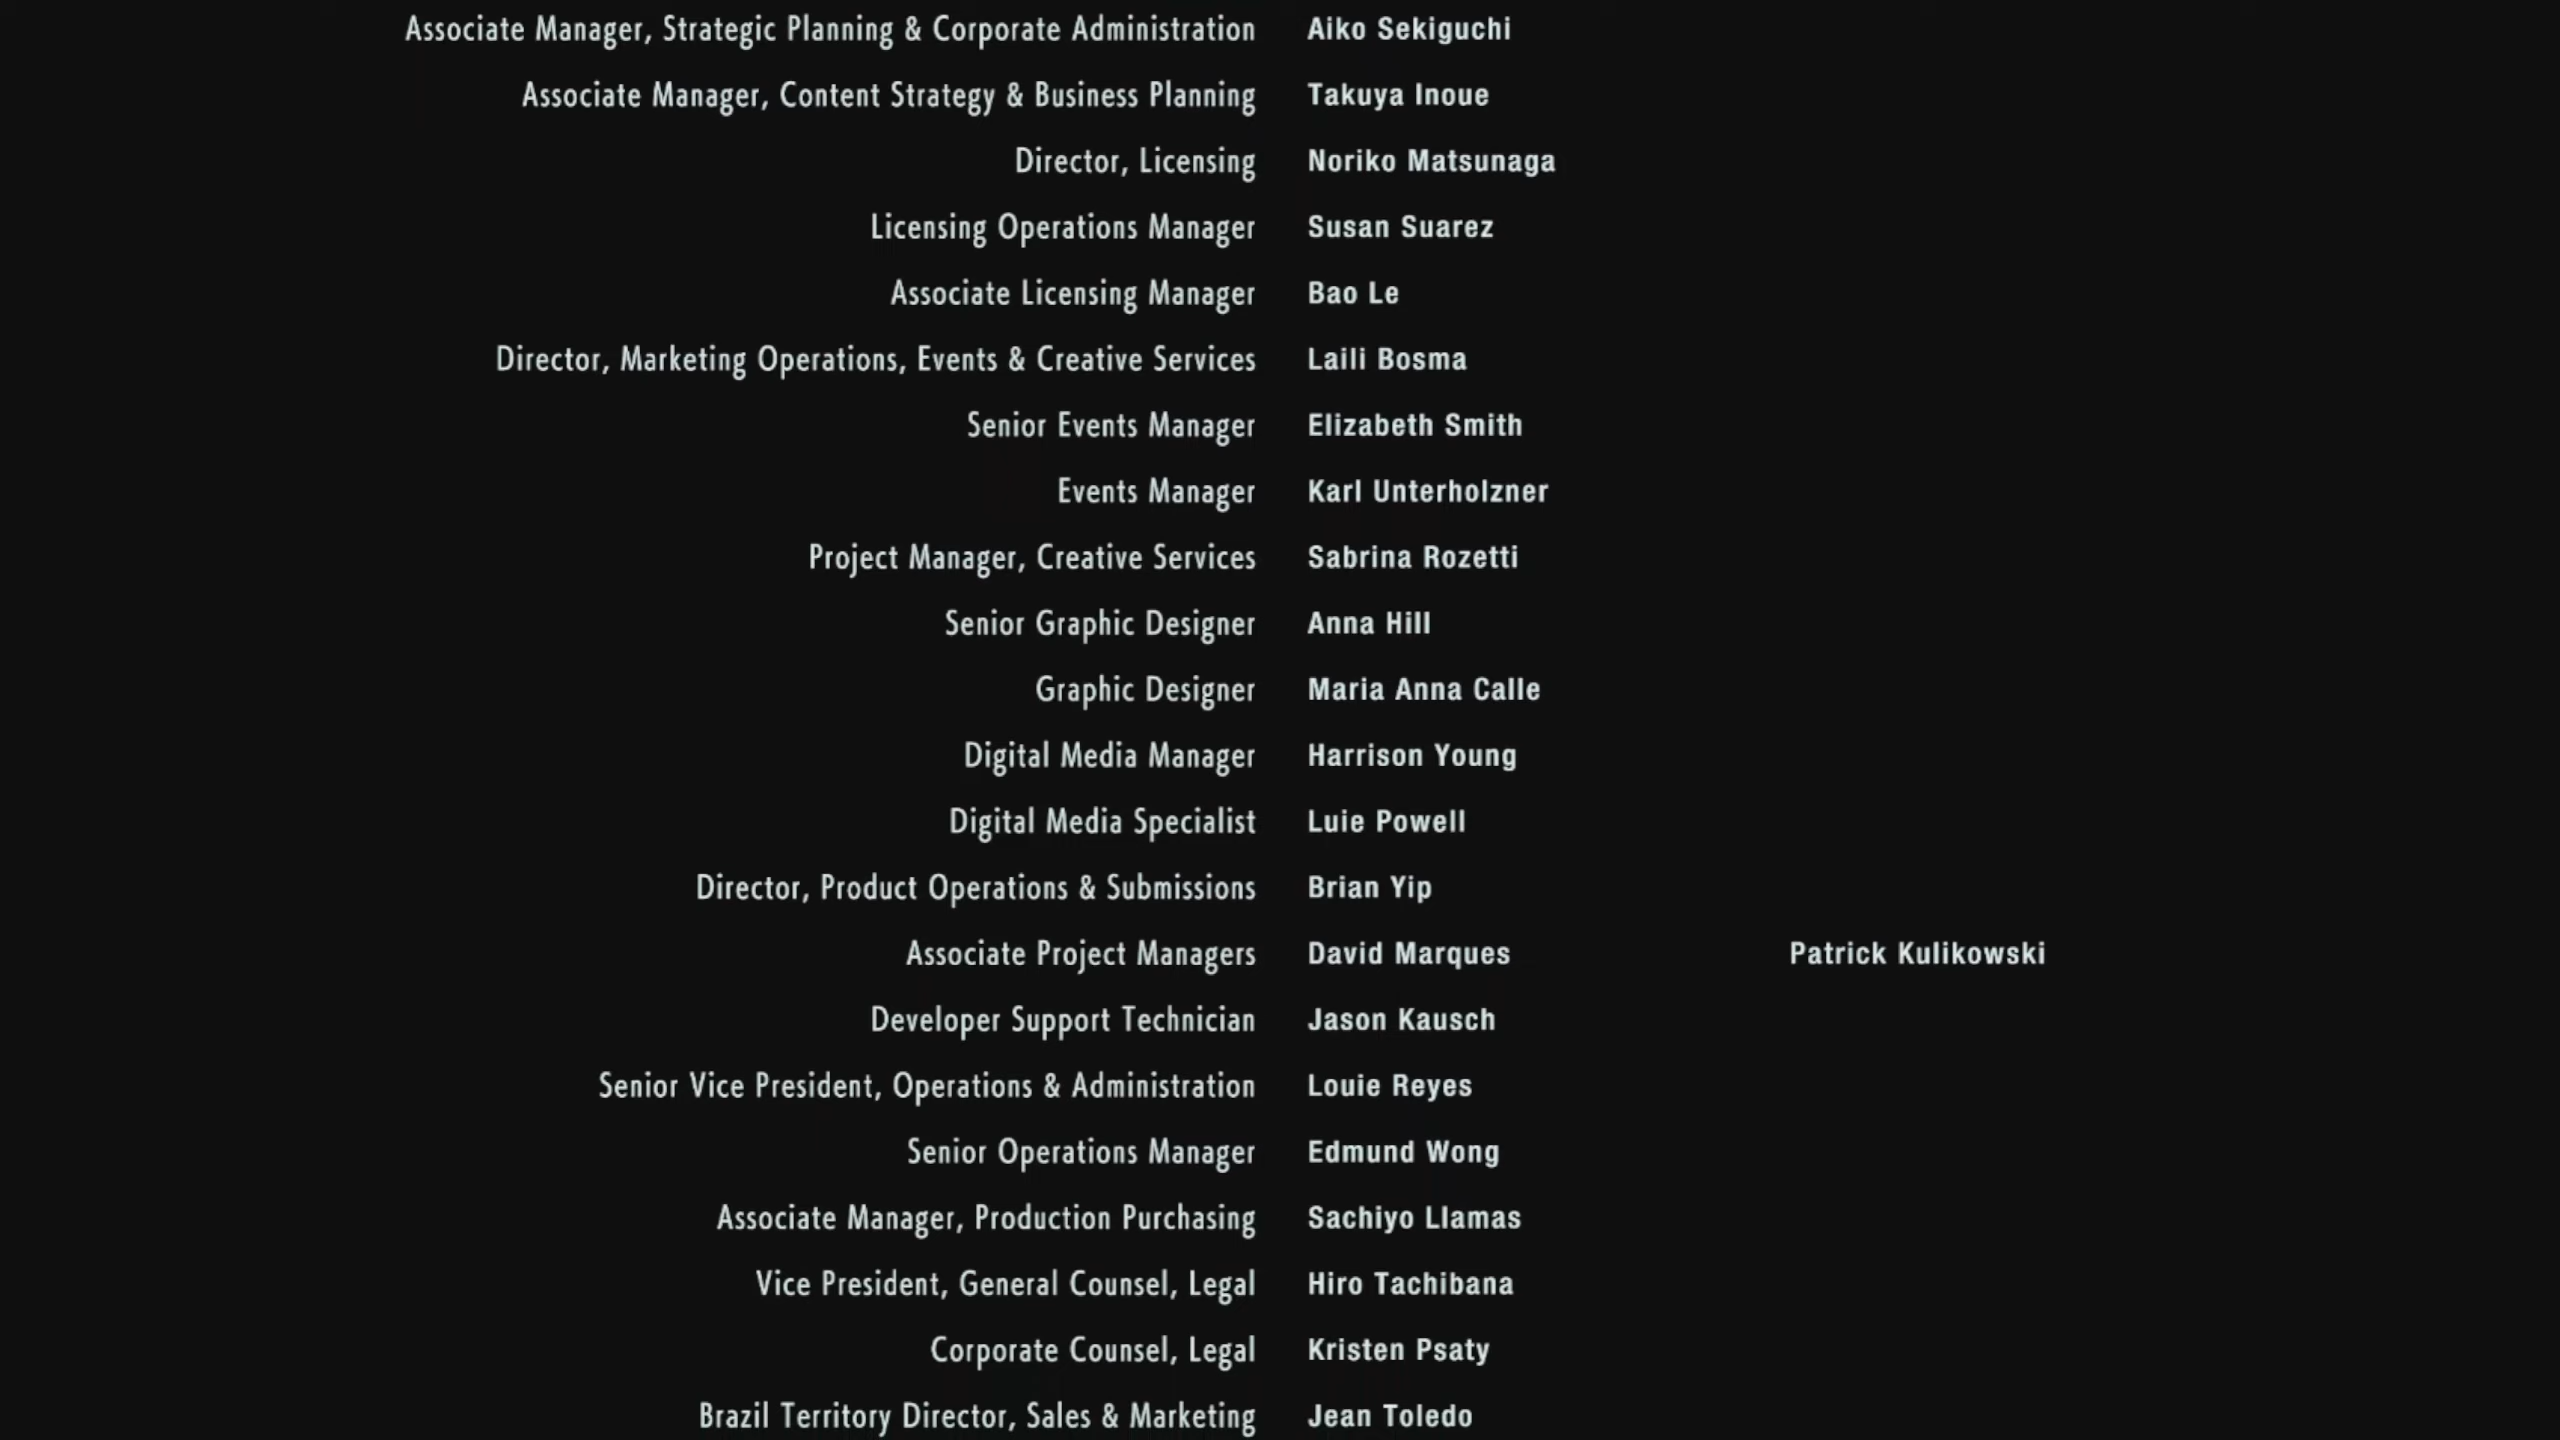 Associate Manager, Strategic Planning & Corporate Administration Aiko Sekiguchi
Associate Manager, Content Strategy & Business Planning Takuya Inoue
Director, Licensing Noriko Matsunaga
Licensing Operations Manager Susan Suarez
Associate Licensing Manager Bao Le
Director, Marketing Operations, Events & Creative Services Laili Bosma
Senior Events Manager Elizabeth Smith
Events Manager Karl Unterholzner
Project Manager, Creative Services Sabrina Rozetti
Senior Graphic Designer Anna Hill
Graphic Designer Maria Anna Calle
Digital Media Manager Harrison Young
Digital Media Specialist Luie Powell
Director, Product Operations & Submissions Brian Yip
Associate Project Managers David Marques Patrick Kulikowski
Developer Support Technician Jason Kausch
Senior Vice President, Operations & Administration Louie Reyes
Senior Operations Manager Edmund Wong
Associate Manager, Production Purchasing Sachiyo Llamas
Vice President, General Counsel, Legal Hiro Tachibana
Corporate Counsel, Legal Kristen Psaty
Brazil Territory Director, Sales & Marketing Jean Toledo